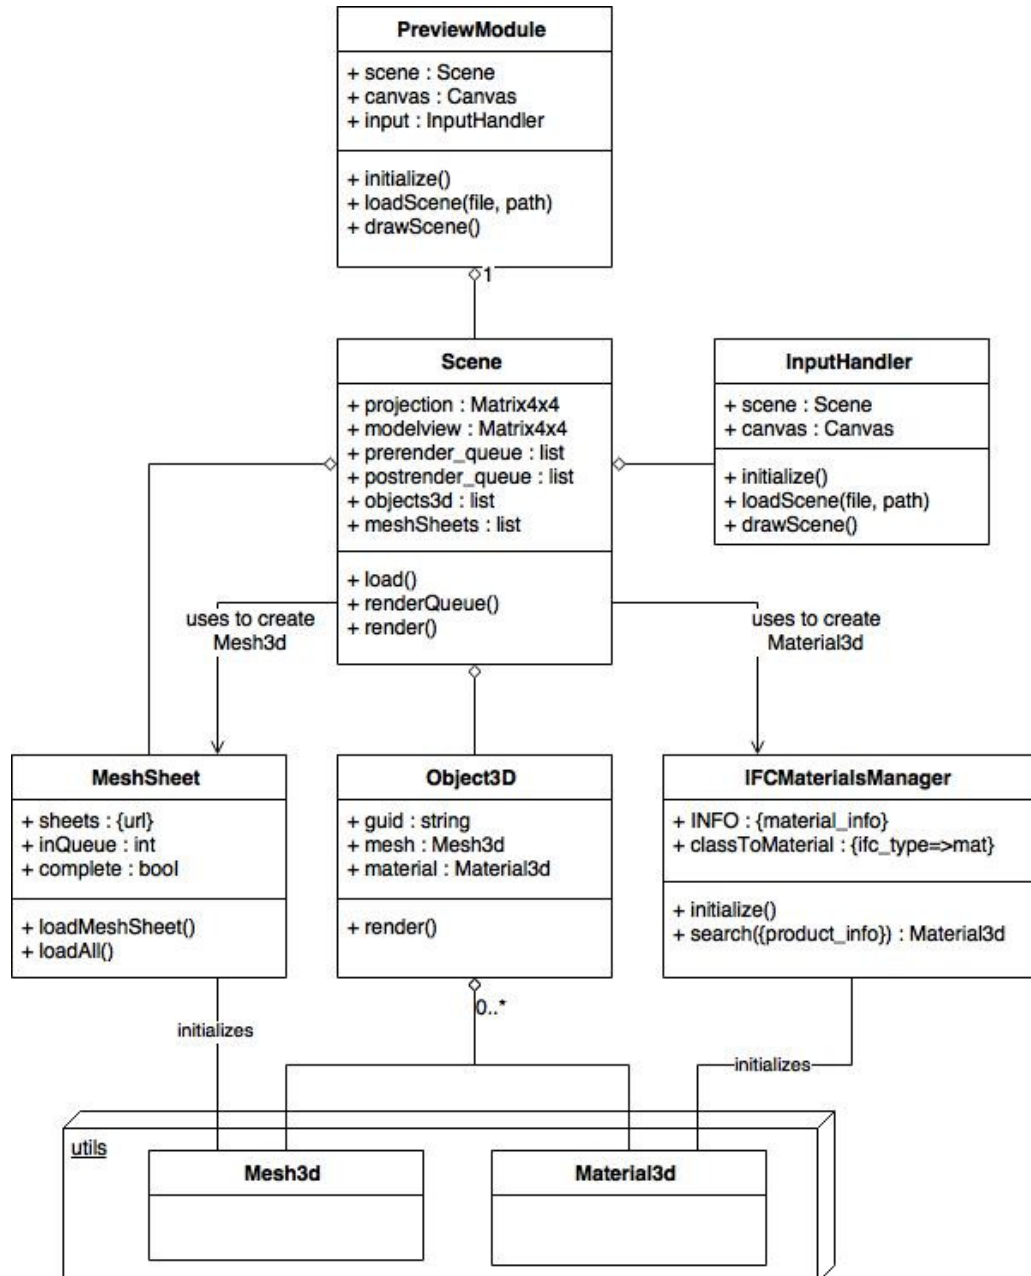 PreviewModule
+ scene : Scene
+ canvas : Canvas
+ input : InputHandler
+ initialize()
+ loadScene(file, path)
+ drawScene()
1
Scene
+ projection : Matrix4x4
+ modelview : Matrix4x4
+ prerender_queue : list
+ postrender_queue : list
+ objects3d : list
+ meshSheets : list
+ load()
+ renderQueue()
+ render()
InputHandler
+ scene : Scene
+ canvas : Canvas
+ initialize()
+ loadScene(file, path)
+ drawScene()
uses to create
Mesh3d
uses to create
Material3d
MeshSheet
+ sheets : {url}
+ inQueue : int
+ complete : bool
+ loadMeshSheet()
+ loadAll()
Object3D
+ guid : string
+ mesh : Mesh3d
+ material : Material3d
+ render()
IFCMaterialsManager
+ INFO : {material_info}
+ classToMaterial : {ifc_type=>mat}
+ initialize()
+ search({product_info}) : Material3d
0..*
initializes
initializes
utils
Mesh3d
Material3d